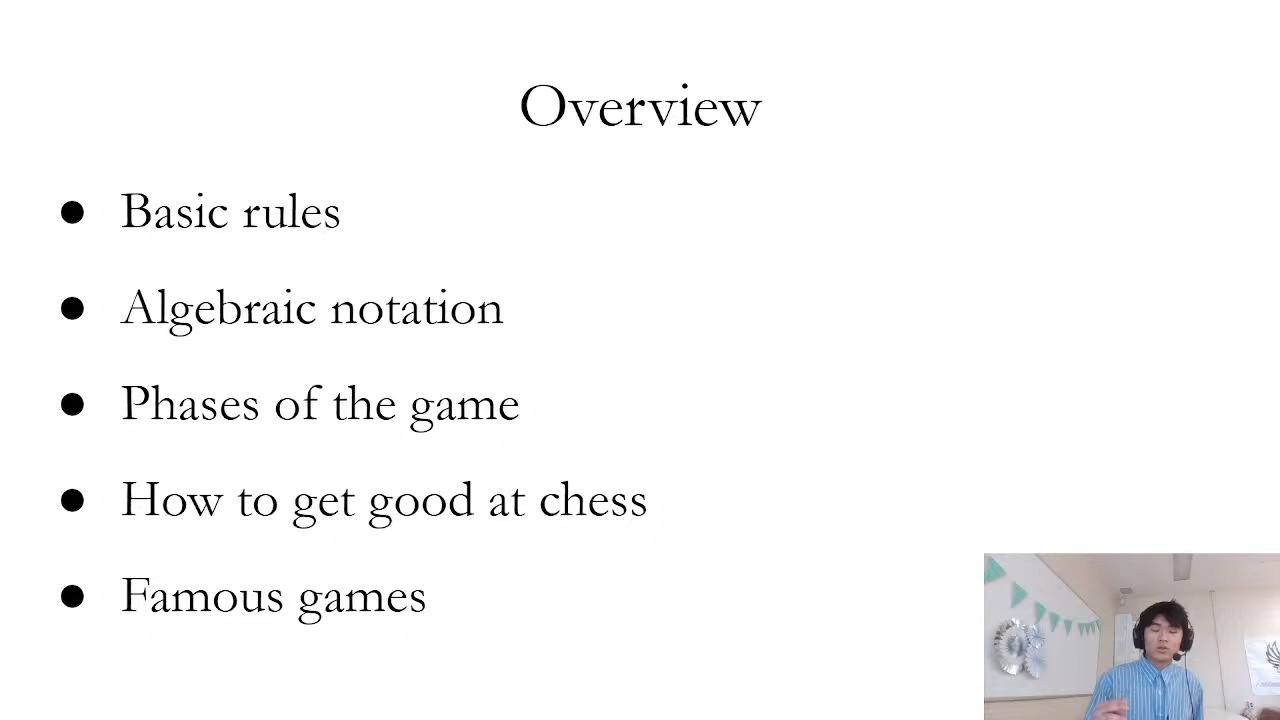 Overview
● Basic rules
● Algebraic notation
● Phases of the game
● How to get good at chess
● Famous games